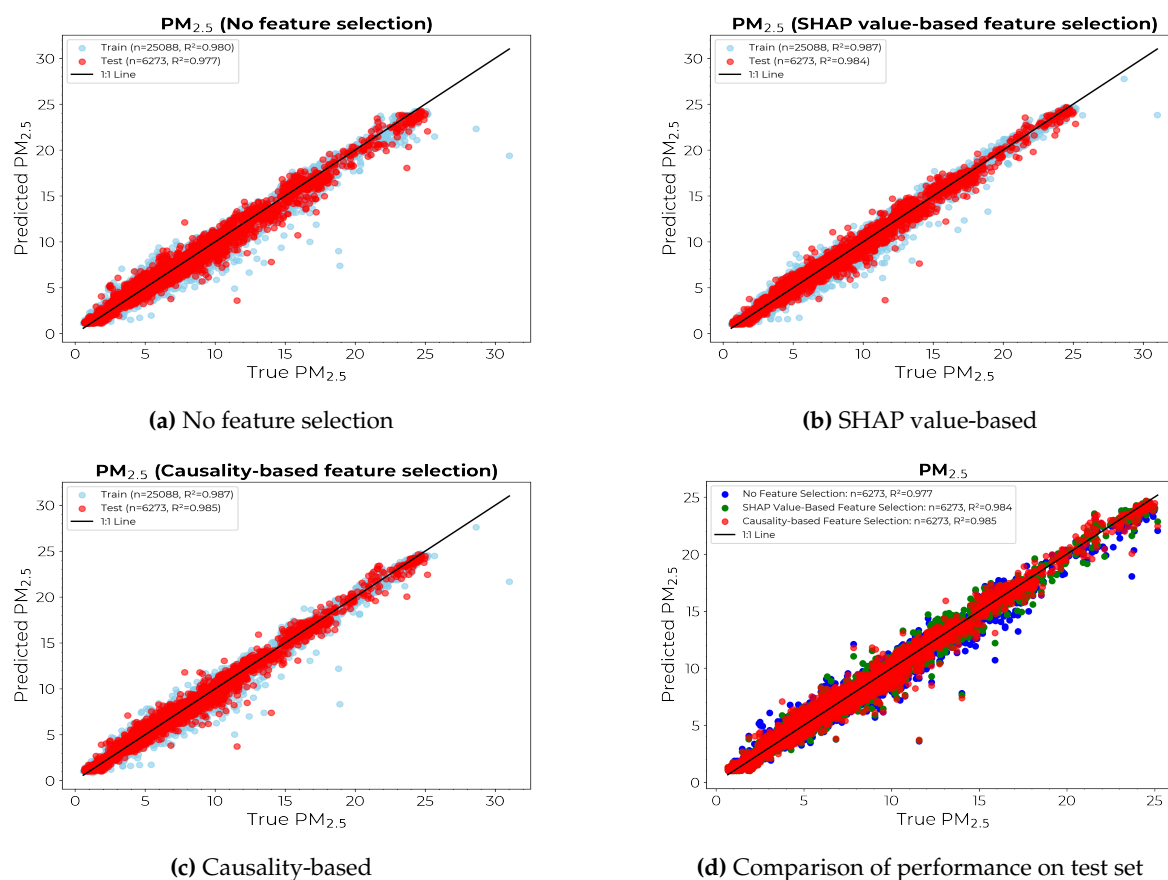 PM2.5 (No feature selection)
Train (n=25088, R²=0.980)
Test (n=6273, R²=0.977)
1:1 Line
Predicted PM2.5
30
25
20
15
10
5
0
0 5 10 15 20 25 30
True PM2.5
(a) No feature selection
PM2.5 (SHAP value-based feature selection)
Train (n=25088, R²=0.987)
Test (n=6273, R²=0.984)
1:1 Line
Predicted PM2.5
30
25
20
15
10
5
0
0 5 10 15 20 25 30
True PM2.5
(b) SHAP value-based
PM2.5 (Causality-based feature selection)
Train (n=25088, R²=0.987)
Test (n=6273, R²=0.985)
1:1 Line
Predicted PM2.5
30
25
20
15
10
5
0
0 5 10 15 20 25 30
True PM2.5
(c) Causality-based
PM2.5
No Feature Selection: n=6273, R²=0.977
SHAP Value-Based Feature Selection: n=6273, R²=0.984
Causality-based Feature Selection: n=6273, R²=0.985
1:1 Line
Predicted PM2.5
25
20
15
10
5
0
0 5 10 15 20 25
True PM2.5
(d) Comparison of performance on test set